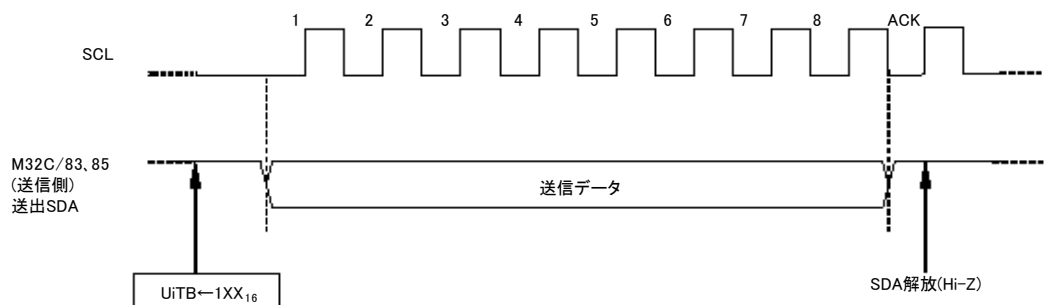 1 2 3 4 5 6 7 8 ACK
SCL
M32C/83、85
(送信側)
送出SDA
送信データ
UiTB←1XX₁₆
SDA解放(Hi-Z)